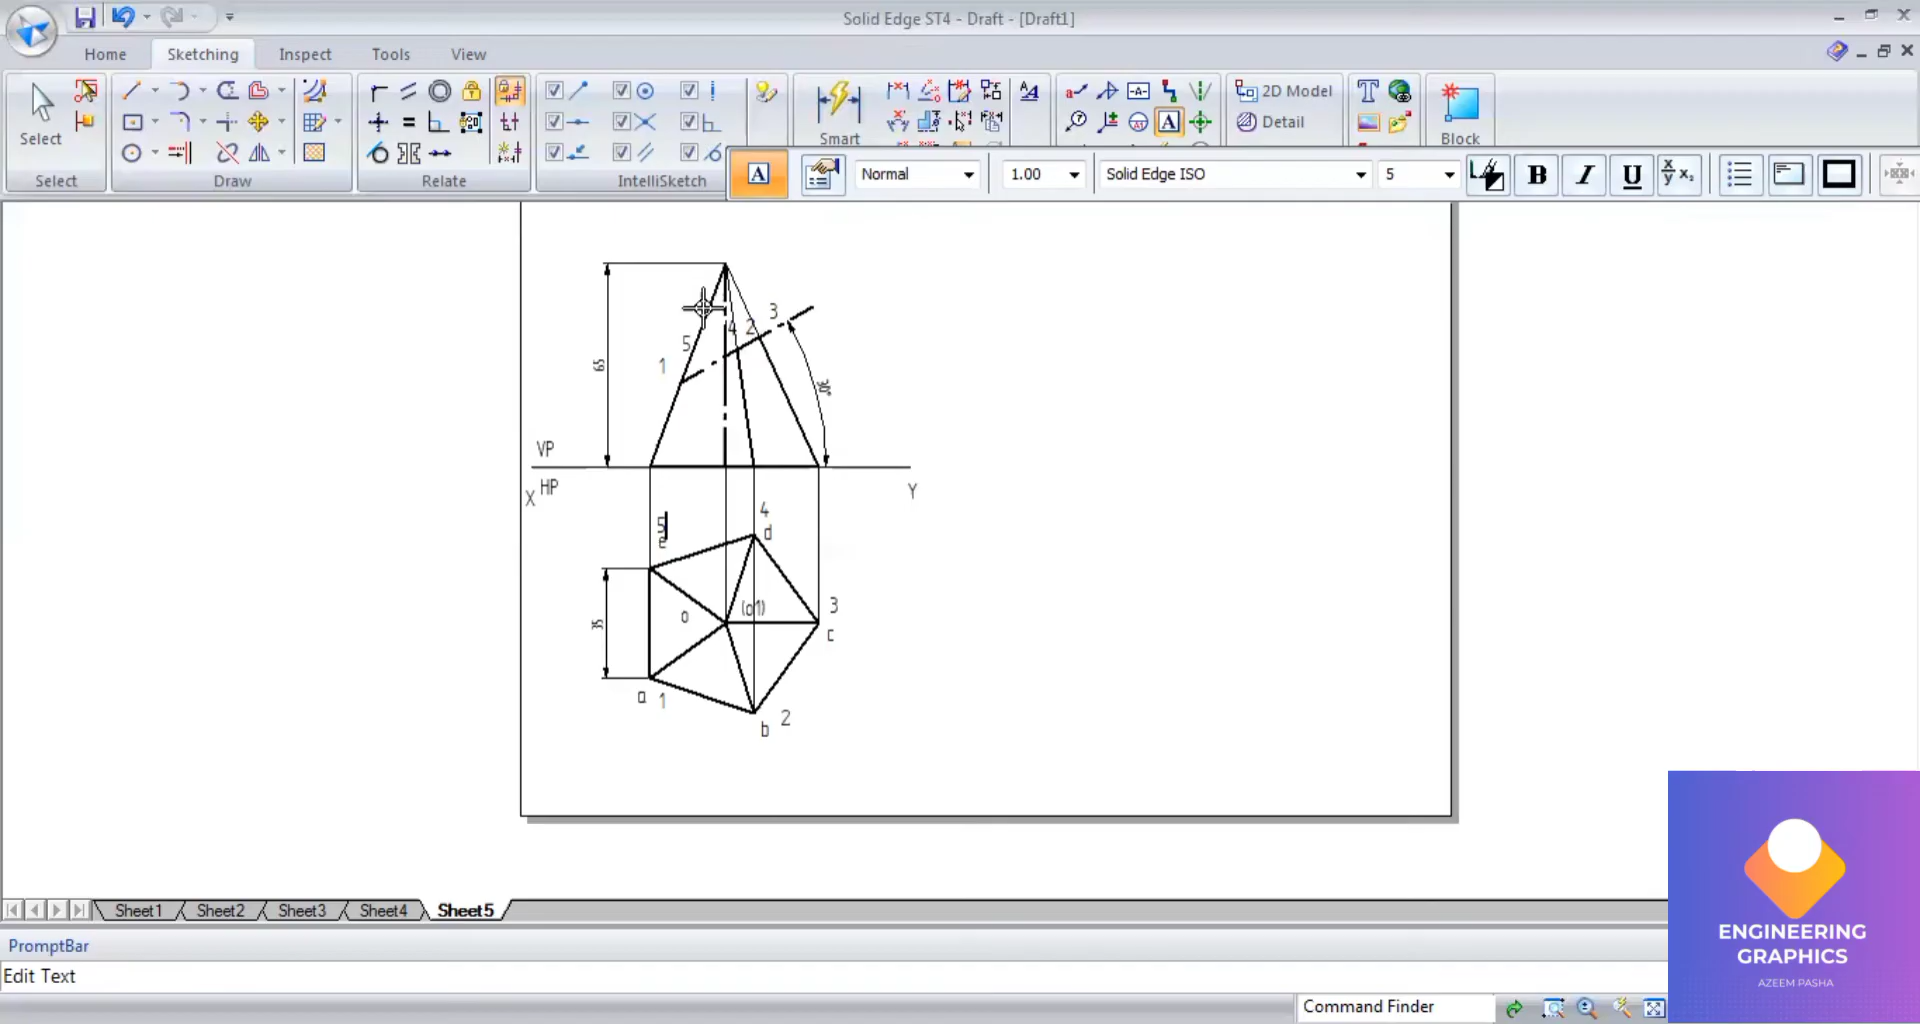 Solid Edge ST4 - Draft - [Draft1]
Home Sketching Inspect Tools View
Select
Smart
2D Model
Detail
Block
Select Draw Relate IntelliSketch
Normal 1.00 Solid Edge ISO 5 B I U
3
4 2
5
1
65
30°
VP
HP
X
Y
4
5
d
e
o
(o1)
3
c
35
a 1
2
b
Sheet1 Sheet2 Sheet3 Sheet4 Sheet5
PromptBar
Edit Text
Command Finder
ENGINEERING
GRAPHICS
AZEEM PASHA